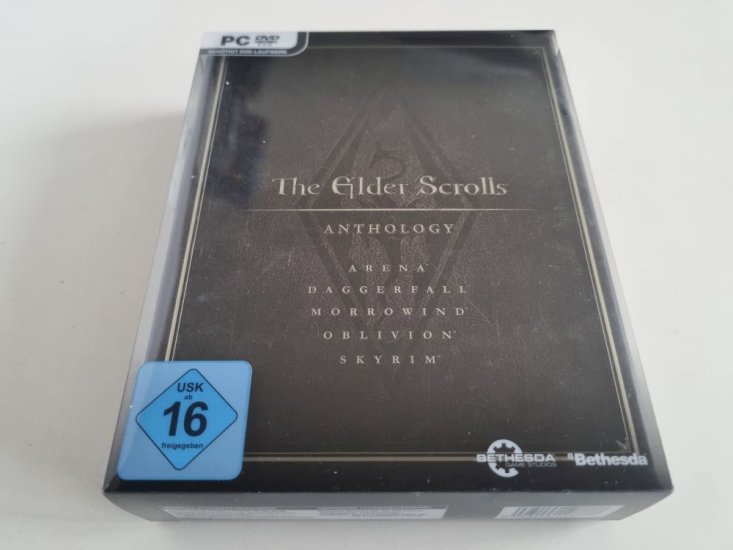 PC DVD
BENÖTIGT DVD-LAUFWERK
The Elder Scrolls
ANTHOLOGY
ARENA
DAGGERFALL
MORROWIND
OBLIVION
SKYRIM
USK
ab
16
freigegeben
BETHESDA
GAME STUDIOS
Bethesda